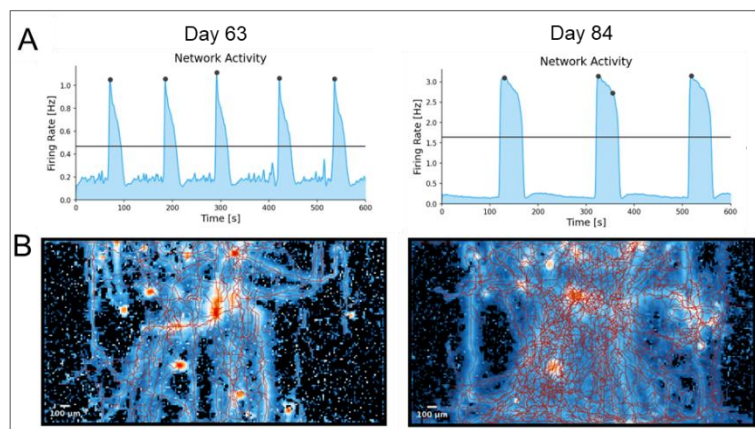 A
Day 63
Day 84
Network Activity
Firing Rate [Hz]
1.0
0.8
0.6
0.4
0.2
0.0
0
100
200
300
400
500
600
Time [s]
Network Activity
Firing Rate [Hz]
3.0
2.5
2.0
1.5
1.0
0.5
0.0
0
100
200
300
400
500
600
Time [s]
B
100 μm
100 μm